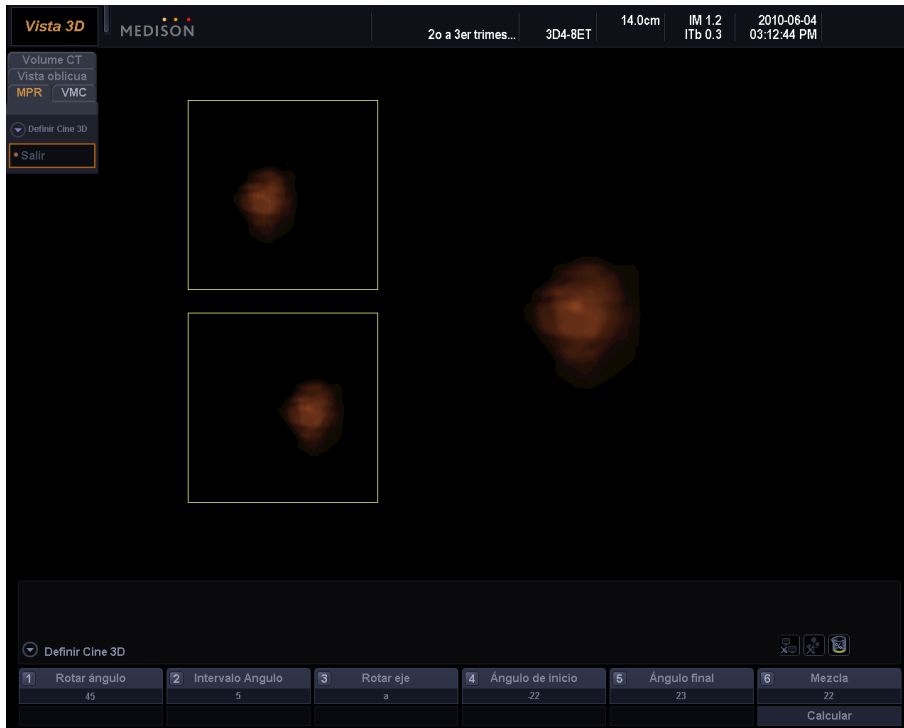 Vista 3D
MEDISON
2o a 3er trimes...
3D4-8ET
14.0cm
IM 1.2
ITb 0.3
2010-06-04
03:12:44 PM
Volume CT
Vista oblicua
MPR VMC
Definir Cine 3D
Salir
Definir Cine 3D
1 Rotar ángulo
45
2 Intervalo Angulo
5
3 Rotar eje
a
4 Ángulo de inicio
-22
5 Ángulo final
23
6 Mezcla
22
Calcular